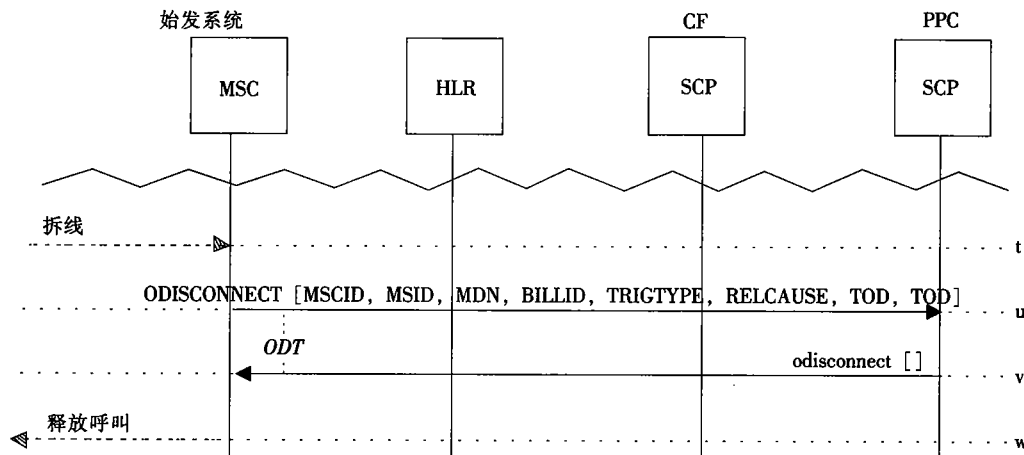 始发系统 CF PPC
MSC HLR SCP SCP
拆线
t
ODISCONNECT [MSCID, MSID, MDN, BILLID, TRIGTYPE, RELCAUSE, TOD, TOD]
u
ODT
odisconnect []
v
释放呼叫
w